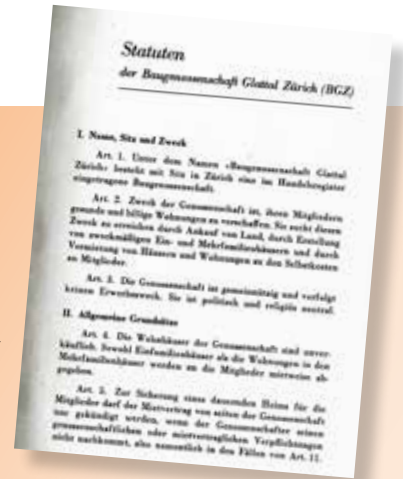 Statuten
der Baugenossenschaft Glattal Zürich (BGZ)
I. Name, Sitz und Zweck
Art. 1. Unter dem Namen «Baugenossenschaft Glattal
Zürich» besteht mit Sitz in Zürich eine im Handelsregister
eingetragene Baugenossenschaft.
Art. 2. Zweck der Genossenschaft ist, ihren Mitgliedern
gesunde und billige Wohnungen zu verschaffen. Sie sucht diesen
Zweck zu erreichen durch Ankauf von Land, durch Erstellung
von zweckmäßigen Ein- und Mehrfamilienhäusern und durch
Vermietung von Häusern und Wohnungen zu den Selbstkosten
an Mitglieder.
Art. 3. Die Genossenschaft ist gemeinnützig und verfolgt
keinen Erwerbszweck. Sie ist politisch und religiös neutral.
II. Allgemeine Grundsätze
Art. 4. Die Wohnhäuser der Genossenschaft sind unver-
käuflich. Sowohl Einfamilienhäuser als die Wohnungen in den
Mehrfamilienhäuser werden an die Mitglieder mietweise ab-
gegeben.
Art. 5. Zur Sicherung eines dauernden Heims für die
Mitglieder darf der Mietvertrag von seiten der Genossenschaft
nur gekündigt werden, wenn der Genossenschafter seinen
genossenschaftlichen oder mietvertraglichen Verpflichtungen
nicht nachkommt, also namentlich in den Fällen von Art. 11.